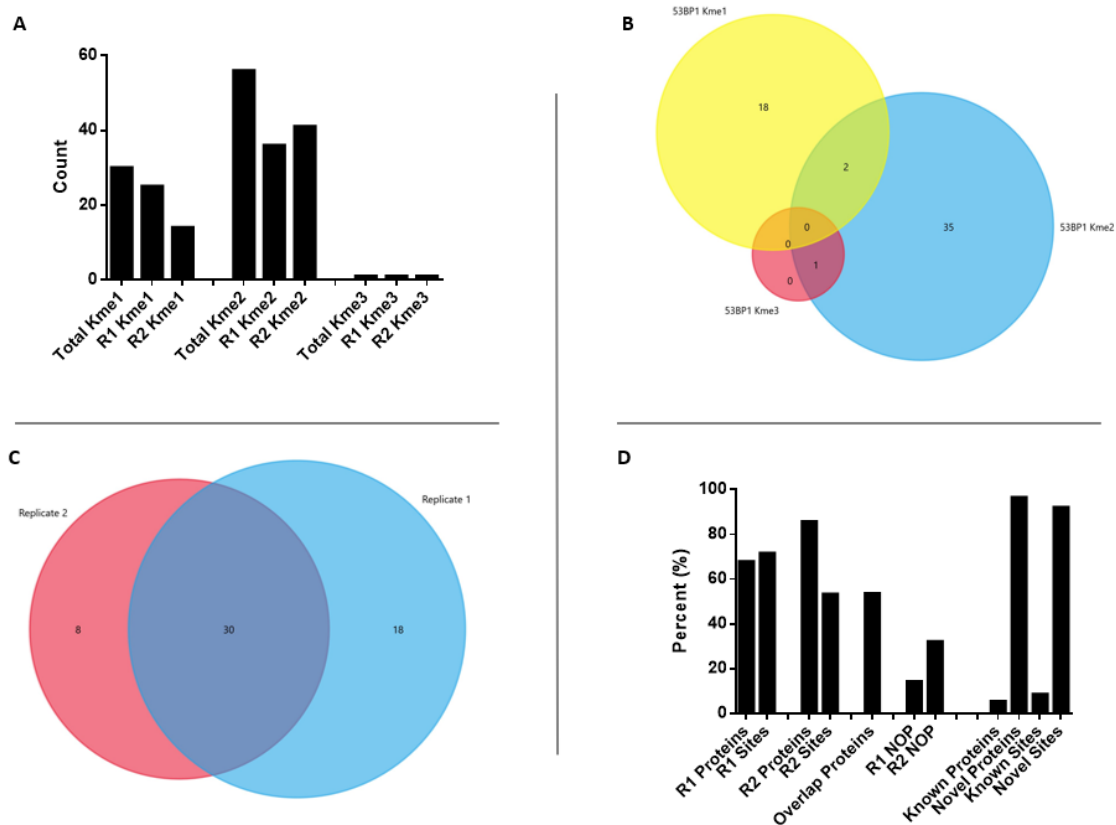 A
60
40
20
0
Count
Total Kme1
R1 Kme1
R2 Kme1
Total Kme2
R1 Kme2
R2 Kme2
Total Kme3
R1 Kme3
R2 Kme3
B
53BP1 Kme1
18
2
0
35
53BP1 Kme2
0
1
0
53BP1 Kme3
C
Replicate 2
Replicate 1
8
30
18
D
100
80
60
40
20
0
Percent (%)
R1 Proteins
R1 Sites
R2 Proteins
R2 Sites
Overlap Proteins
R1 NOP
R2 NOP
Known Proteins
Novel Proteins
Known Sites
Novel Sites